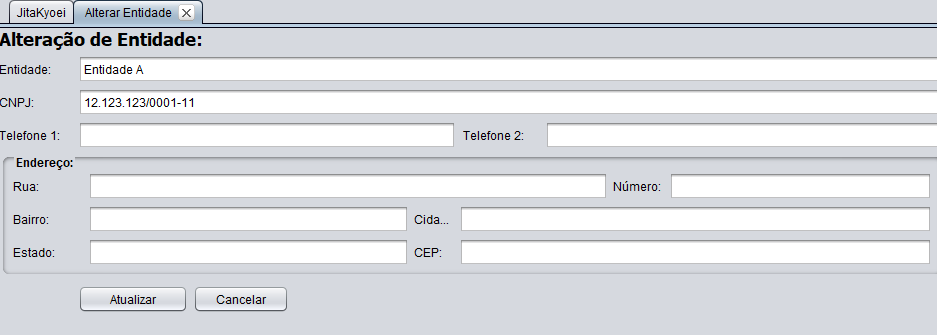 JitaKyoei Alterar Entidade
Alteração de Entidade:
Entidade: Entidade A
CNPJ: 12.123.123/0001-11
Telefone 1: Telefone 2:
Endereço:
Rua: Número:
Bairro: Cida...
Estado: CEP:
Atualizar Cancelar